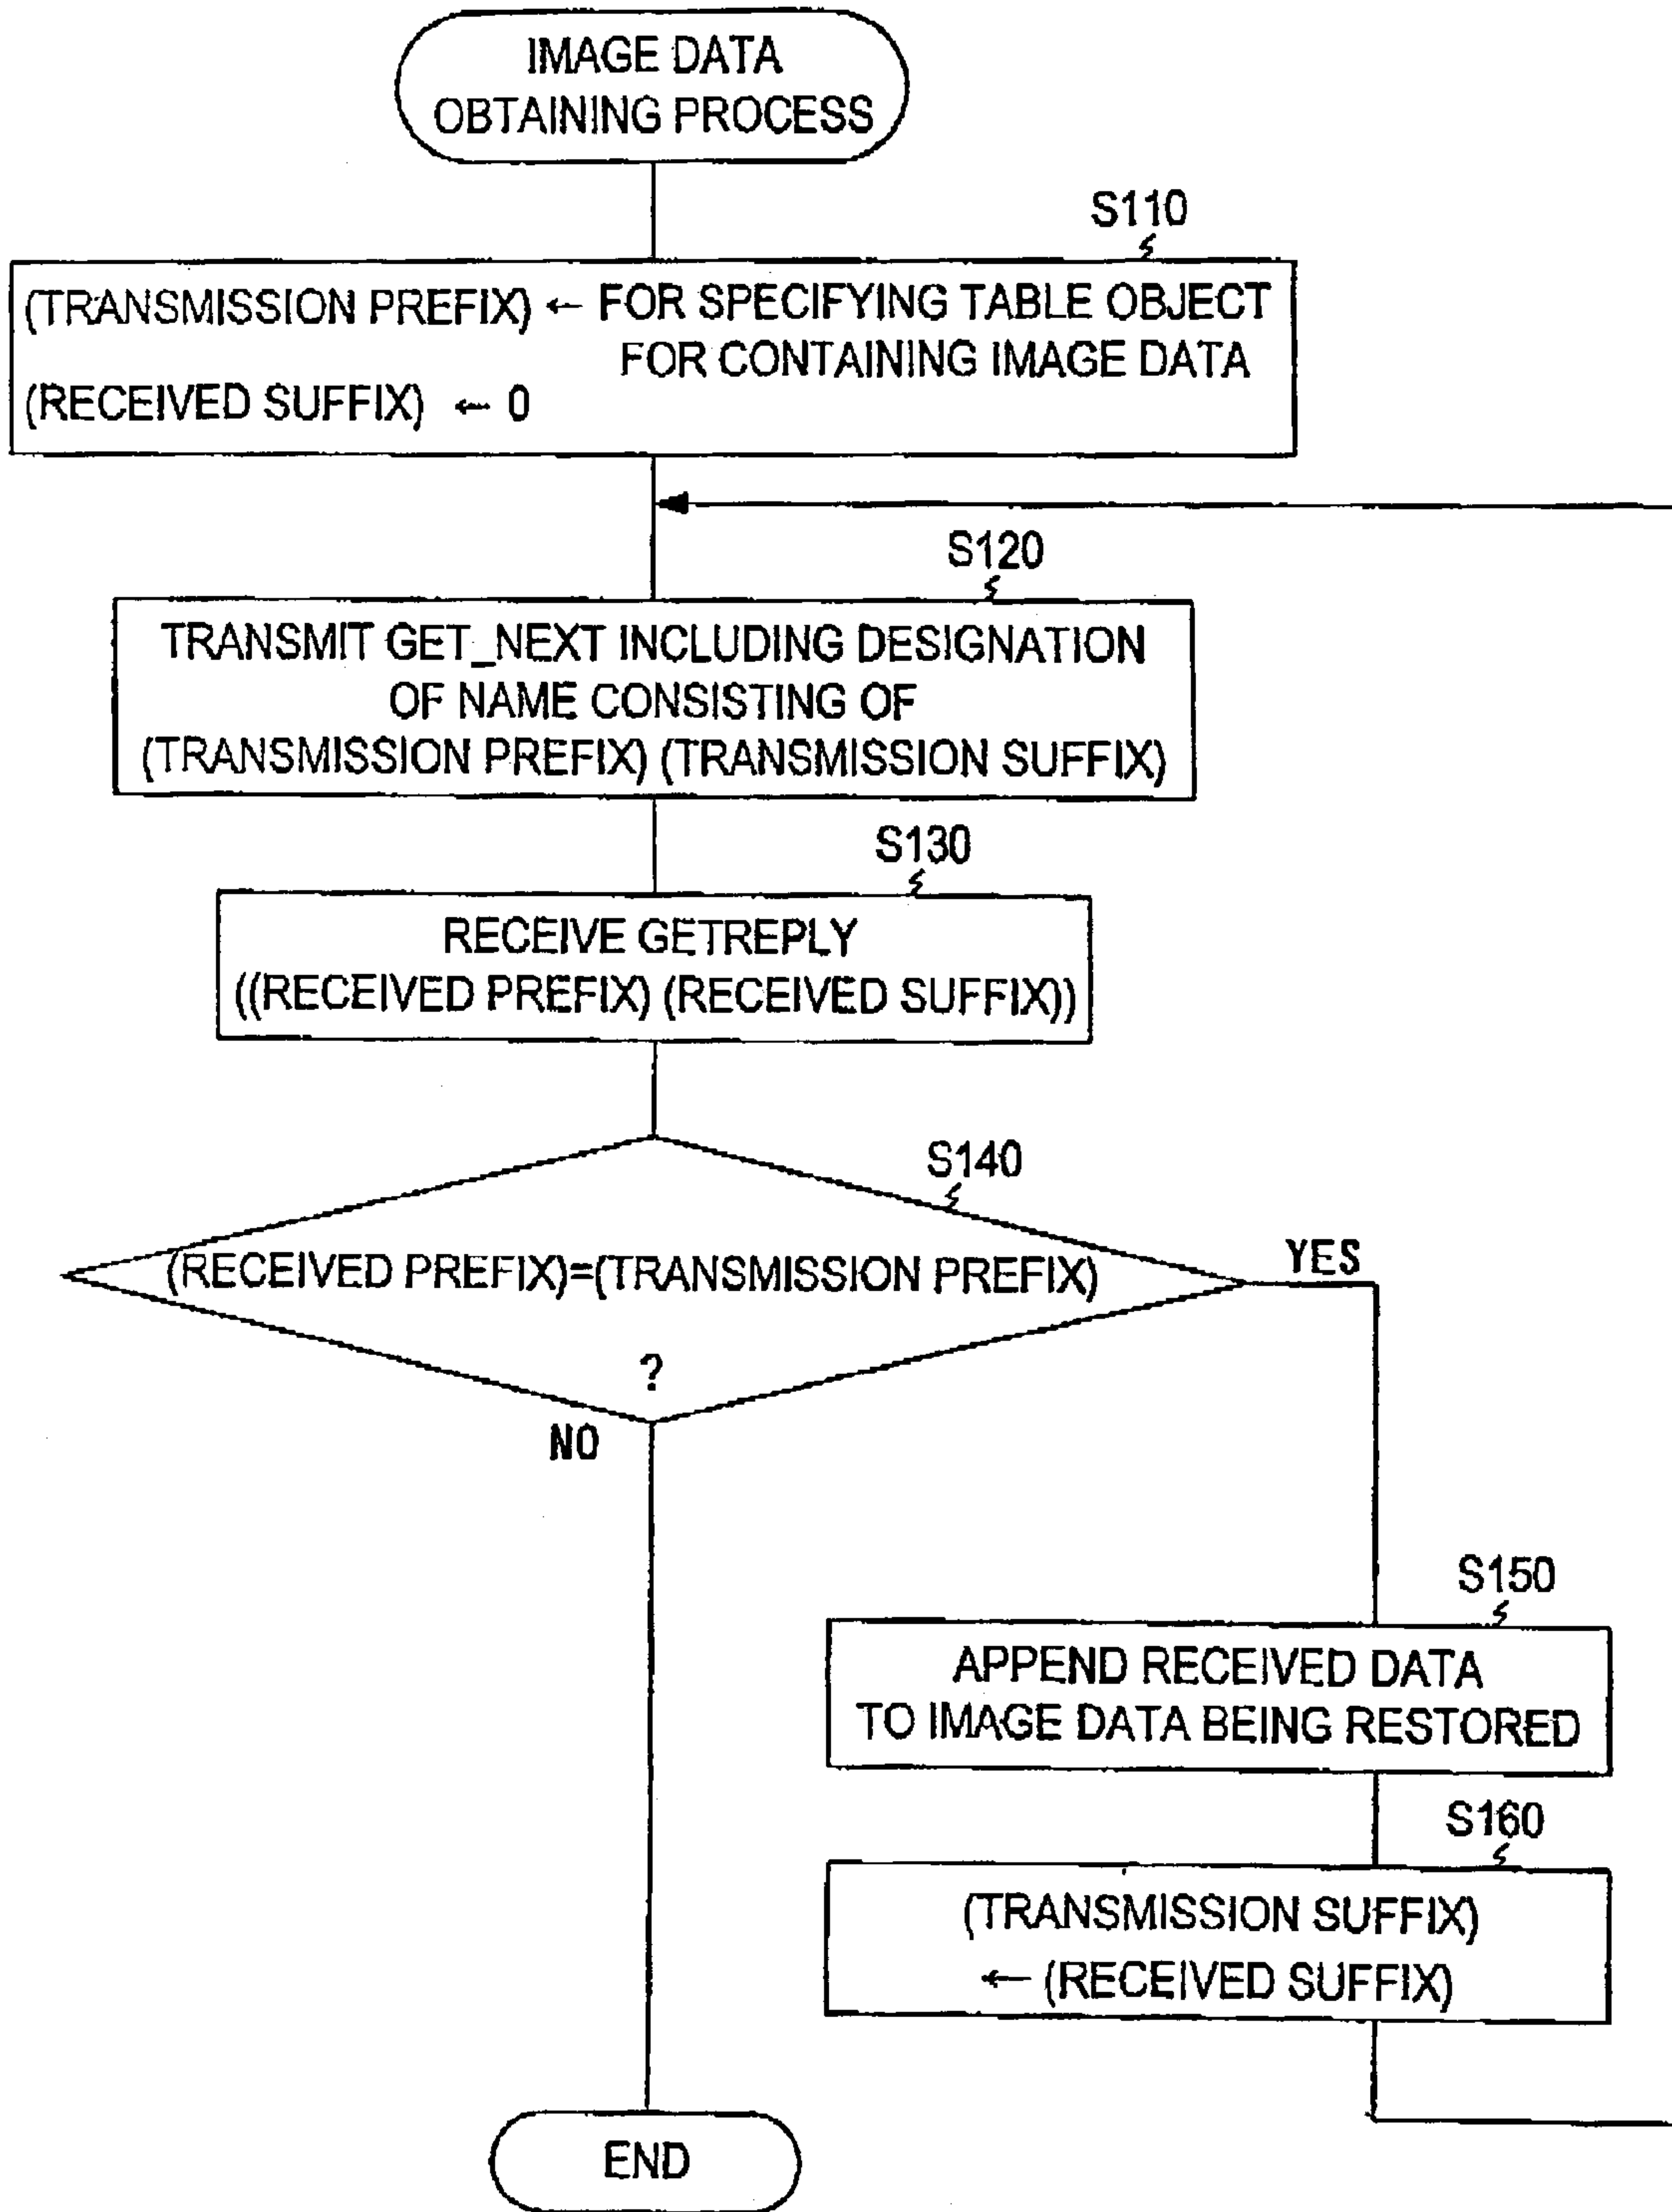 IMAGE DATA
OBTAINING PROCESS
S110
(TRANSMISSION PREFIX) ← FOR SPECIFYING TABLE OBJECT
FOR CONTAINING IMAGE DATA
(RECEIVED SUFFIX) ← 0
S120
TRANSMIT GET_NEXT INCLUDING DESIGNATION
OF NAME CONSISTING OF
(TRANSMISSION PREFIX) (TRANSMISSION SUFFIX)
S130
RECEIVE GETREPLY
((RECEIVED PREFIX) (RECEIVED SUFFIX))
S140
(RECEIVED PREFIX)=(TRANSMISSION PREFIX)
?
YES
NO
S150
APPEND RECEIVED DATA
TO IMAGE DATA BEING RESTORED
S160
(TRANSMISSION SUFFIX)
← (RECEIVED SUFFIX)
END